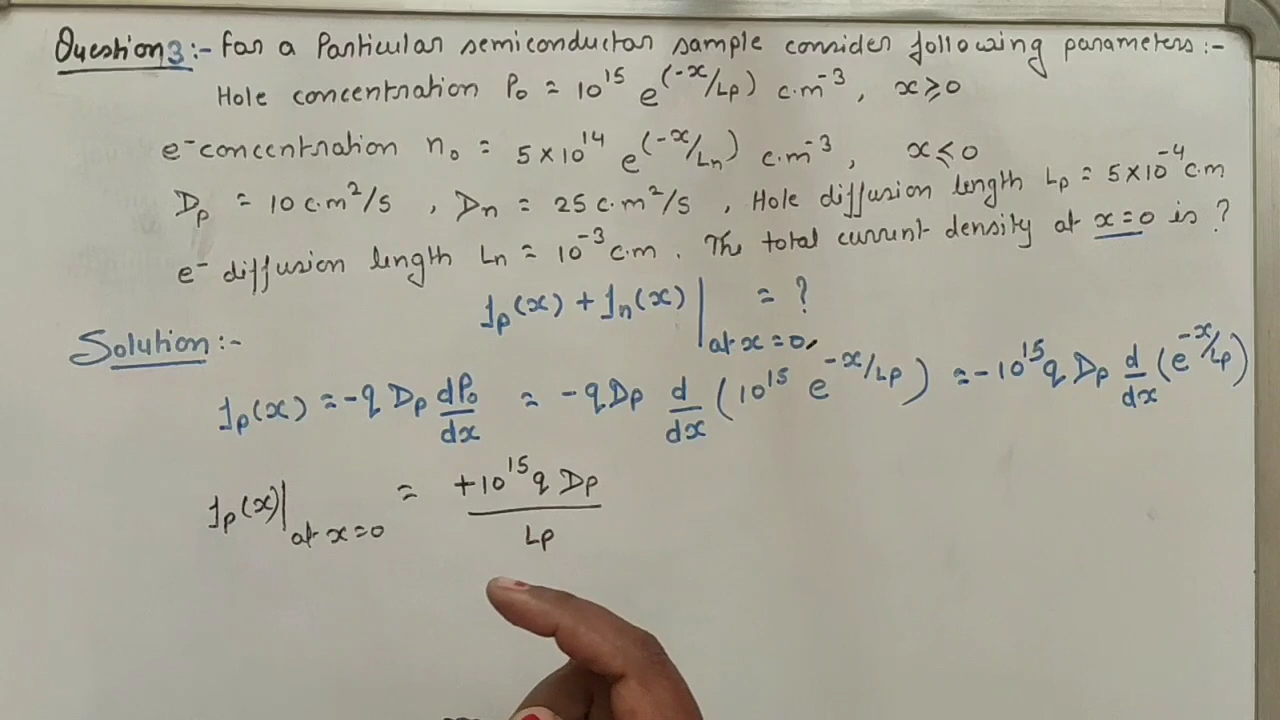 Question 3:- For a Particular semiconductor sample consider following parameters:-
Hole concentration P₀ = 10¹⁵ e^(-x/Lp) c.m⁻³, x ≥ 0
e⁻ concentration n₀ = 5×10¹⁴ e^(-x/Ln) c.m⁻³, x ≤ 0
Dp = 10 c.m²/s, Dn = 25 c.m²/s, Hole diffusion length Lp = 5×10⁻⁴ c.m
e⁻ diffusion length Ln = 10⁻³ c.m. The total current density at x=0 is?
Jp(x) + Jn(x)| at x=0. = ?
Solution:-
Jp(x) = -q Dp dP₀/dx = -q Dp d/dx (10¹⁵ e^-x/Lp) = -10¹⁵ q Dp d/dx (e^-x/Lp)
Jp(x)| at x=0 = +10¹⁵ q Dp / Lp